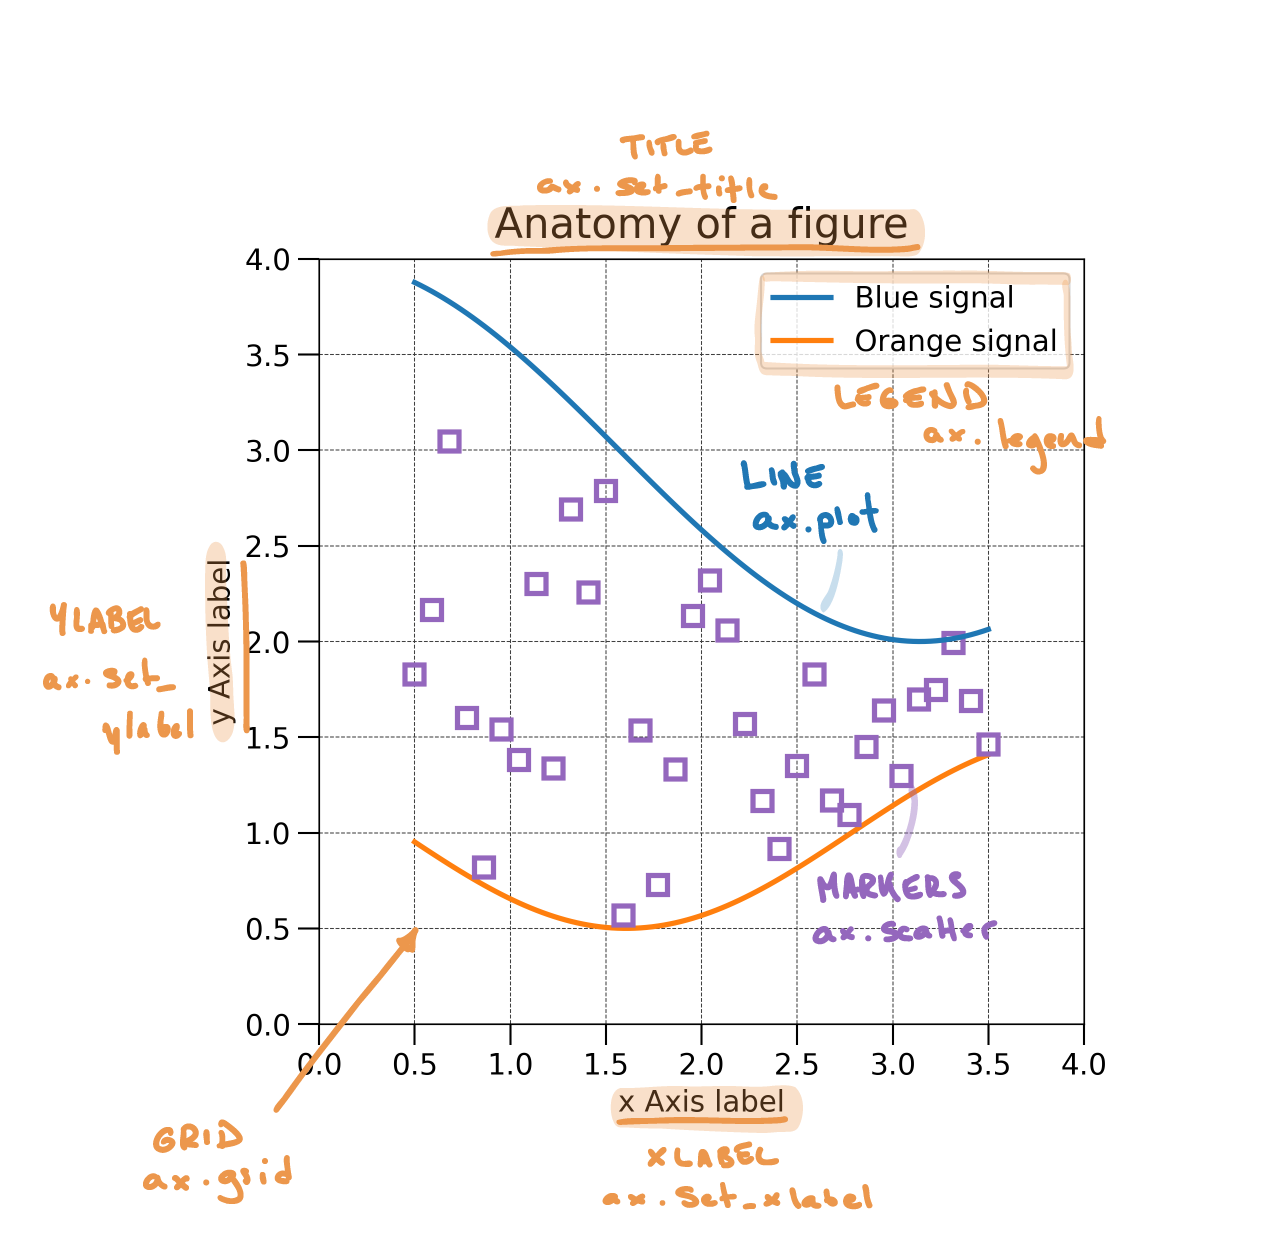 TITLE
ax. set_title
Anatomy of a figure
4.0
3.5
3.0
2.5
2.0
1.5
1.0
0.5
0.0
Blue signal
Orange signal
LEGEND
ax. legend
LINE
ax.plot
YLABEL
ax.set_
ylabel
y Axis label
MARKERS
ax.scatter
0.0 0.5 1.0 1.5 2.0 2.5 3.0 3.5 4.0
x Axis label
GRID
ax.grid
XLABEL
ax. set_xlabel